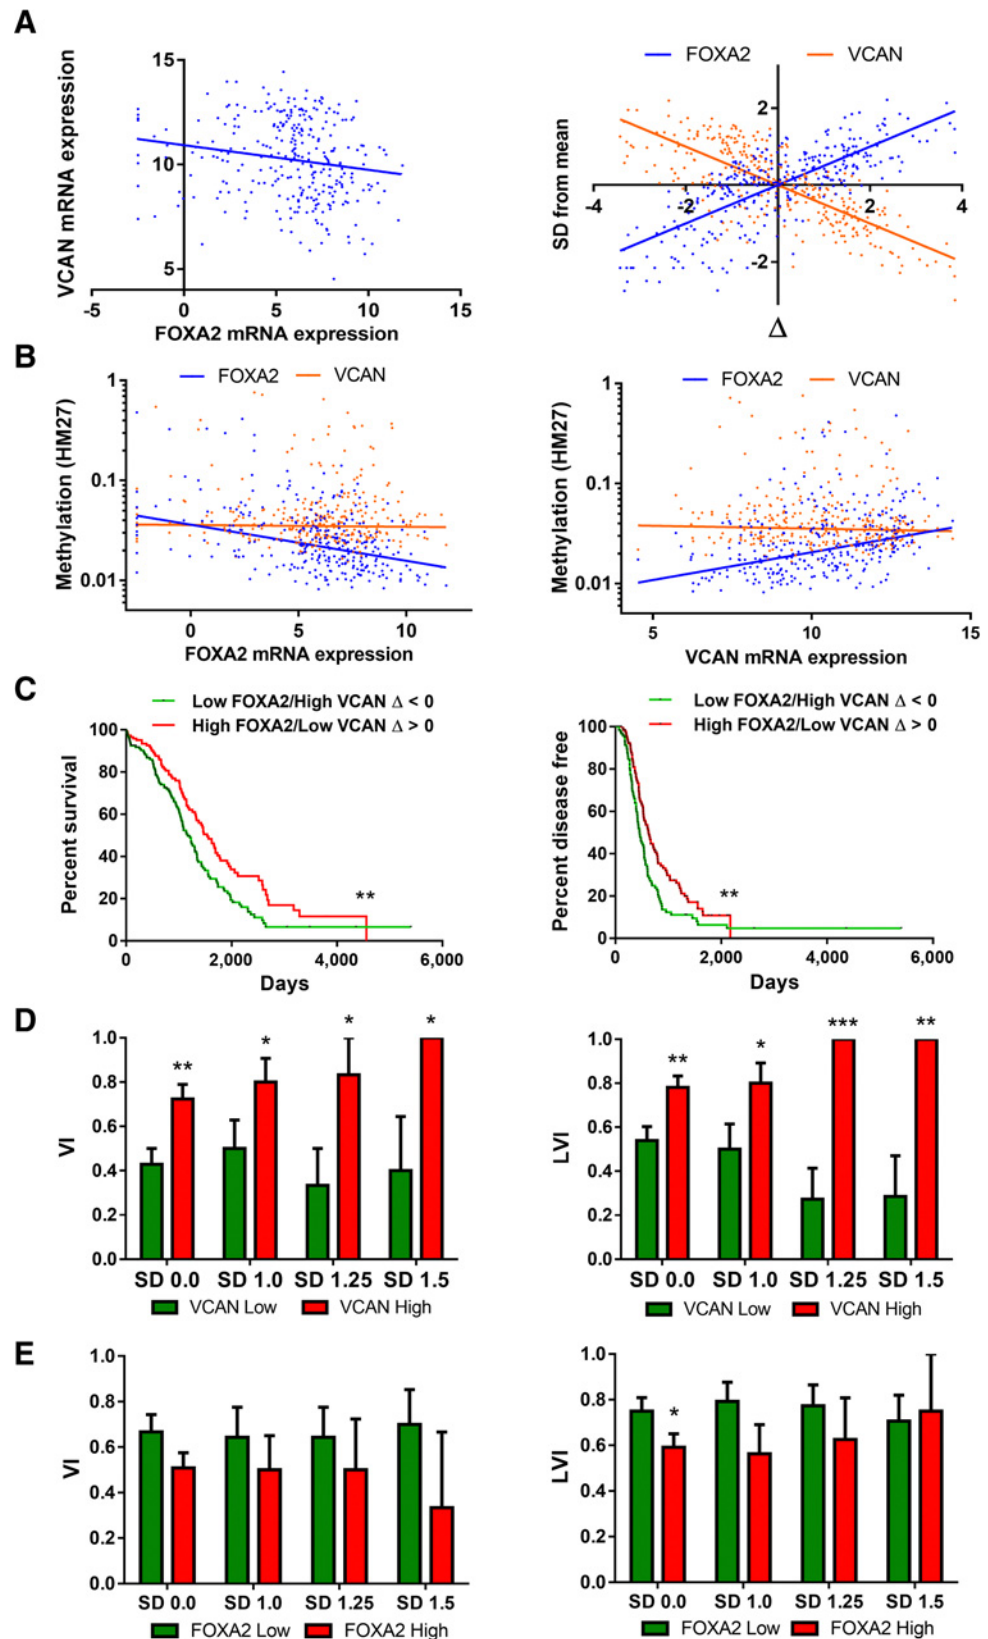 A
VCAN mRNA expression
15
10
5
-5
0
5
10
15
FOXA2 mRNA expression
FOXA2
VCAN
SD from mean
2
-4
-2
2
4
-2
Δ
B
FOXA2
VCAN
Methylation (HM27)
1
0.1
0.01
0
5
10
FOXA2 mRNA expression
FOXA2
VCAN
Methylation (HM27)
1
0.1
0.01
5
10
15
VCAN mRNA expression
C
Low FOXA2/High VCAN Δ < 0
High FOXA2/Low VCAN Δ > 0
Percent survival
100
80
60
40
20
0
**
0
2,000
4,000
6,000
Days
Low FOXA2/High VCAN Δ < 0
High FOXA2/Low VCAN Δ > 0
Percent disease free
100
80
60
40
20
0
**
0
2,000
4,000
6,000
Days
D
VI
1.0
0.8
0.6
0.4
0.2
0.0
**
*
*
*
SD 0.0
SD 1.0
SD 1.25
SD 1.5
VCAN Low
VCAN High
LVI
1.0
0.8
0.6
0.4
0.2
0.0
**
*
***
**
SD 0.0
SD 1.0
SD 1.25
SD 1.5
VCAN Low
VCAN High
E
VI
1.0
0.8
0.6
0.4
0.2
0.0
SD 0.0
SD 1.0
SD 1.25
SD 1.5
FOXA2 Low
FOXA2 High
LVI
1.0
0.8
0.6
0.4
0.2
0.0
*
SD 0.0
SD 1.0
SD 1.25
SD 1.5
FOXA2 Low
FOXA2 High